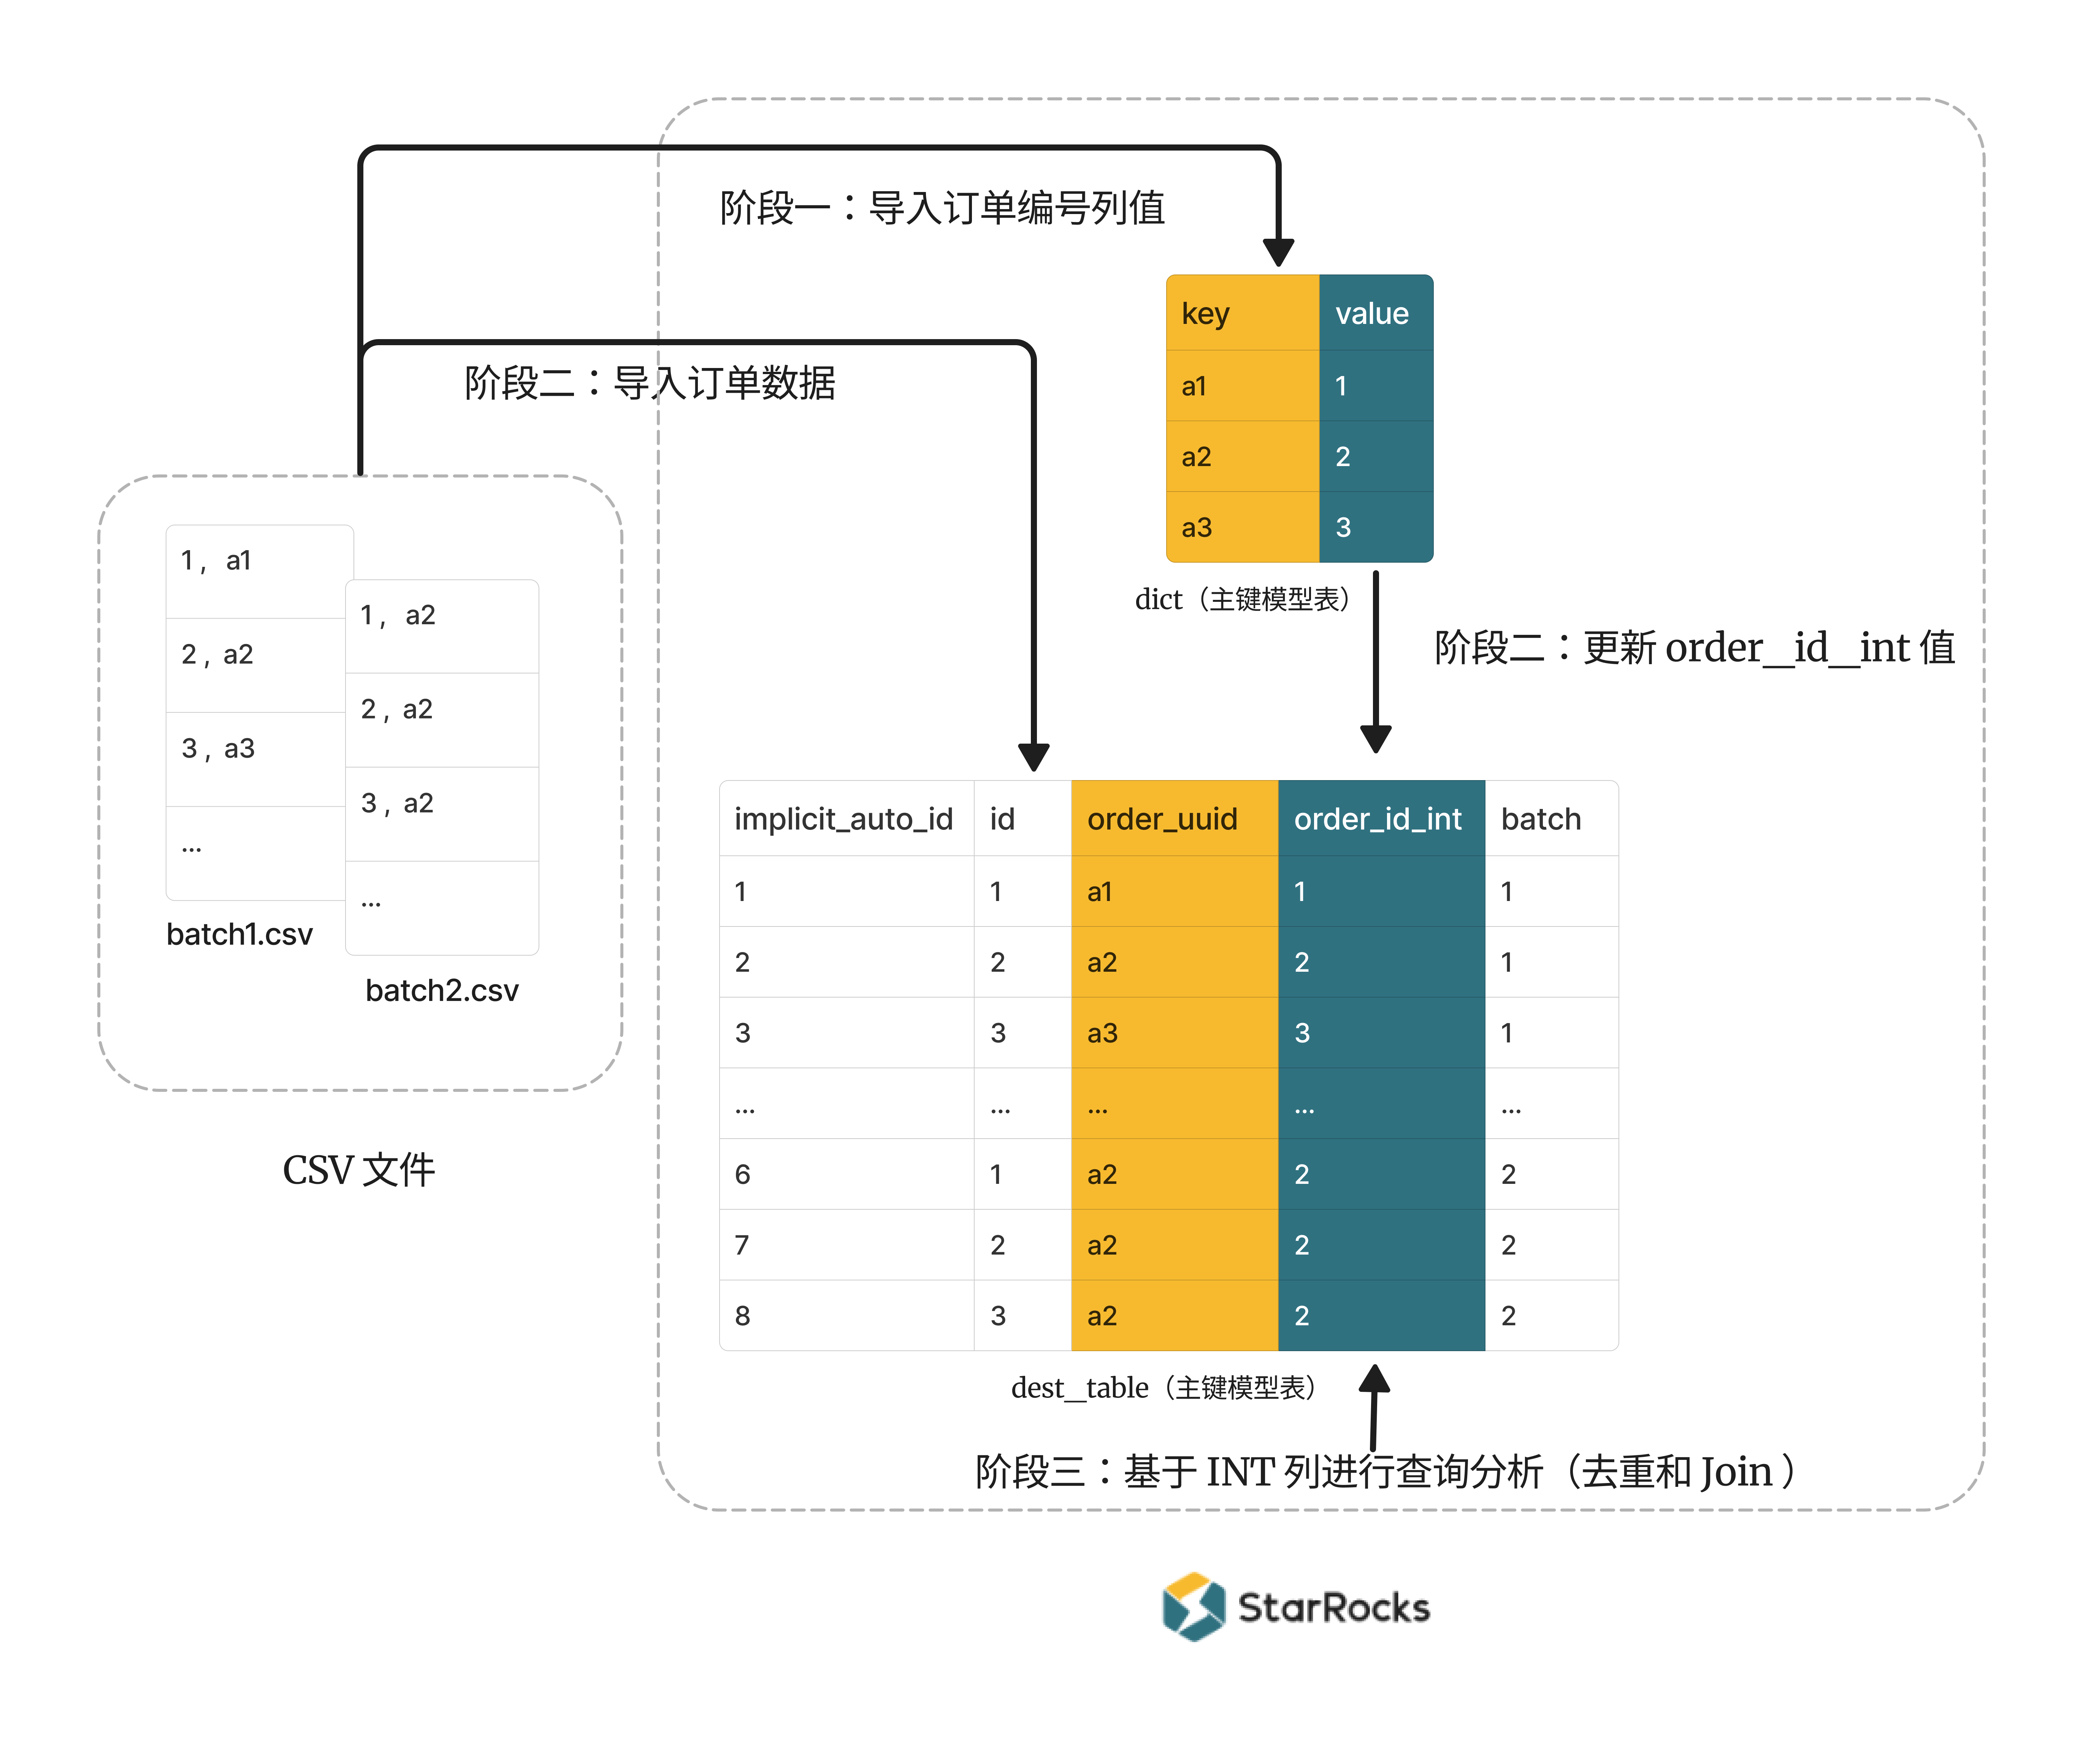 阶段一：导入订单编号列值
key value
a1 1
a2 2
a3 3
dict（主键模型表）
阶段二：导入订单数据
阶段二：更新 order_id_int 值
1, a1
2, a2
3, a3
...
batch1.csv
1, a2
2, a2
3, a2
...
batch2.csv
CSV 文件
implicit_auto_id id order_uuid order_id_int batch
1 1 a1 1 1
2 2 a2 2 1
3 3 a3 3 1
... ... ... ... ...
6 1 a2 2 2
7 2 a2 2 2
8 3 a2 2 2
dest_table（主键模型表）
阶段三：基于 INT 列进行查询分析（去重和 Join ）
StarRocks